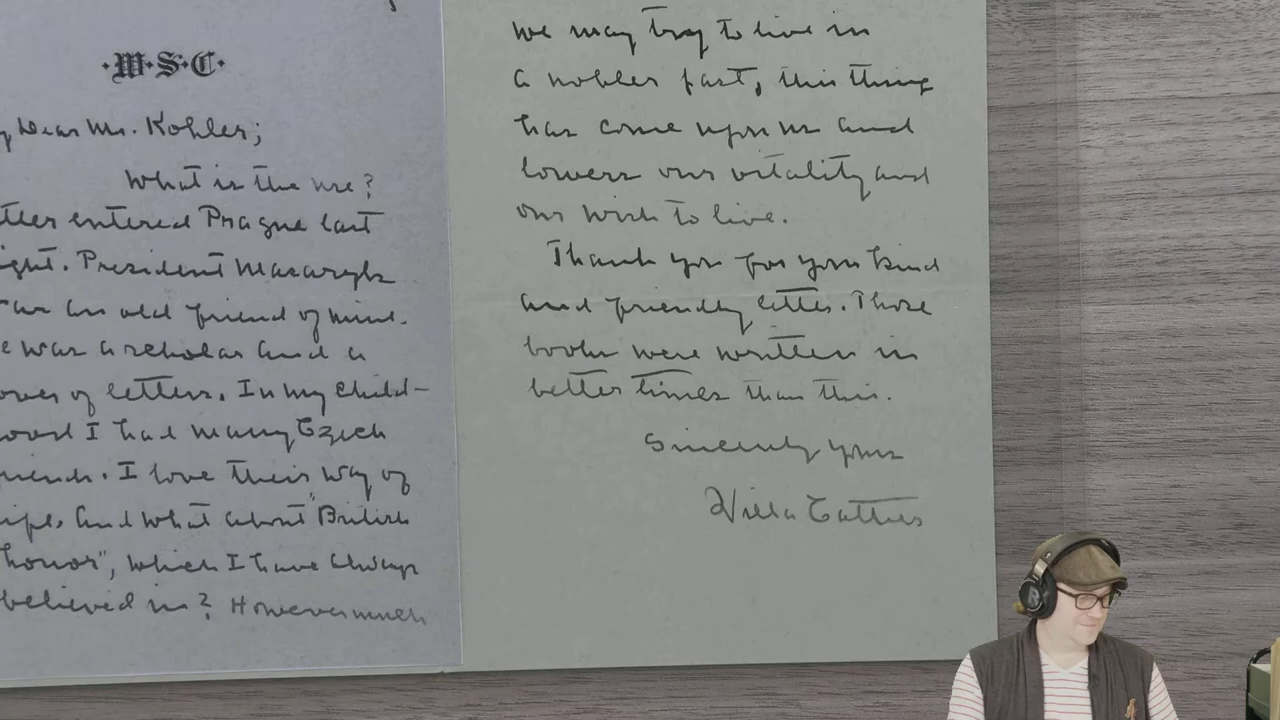 ·W·S·C·
y Dear Mr. Kohler;
What is the use?
tler entered Prague last
ight. President Masaryk
was an old friend of mine.
e was a scholar and a
over of letters. In my child-
ood I had many Czech
riends. I love their way of
life. And what about "British
honor", which I have always
believed in? However much
we may try to live in
a nobler past, this thing
has come upon us and
lowers our vitality and
our wish to live.
Thank you for your kind
and friendly letter. Those
books were written in
better times than this.
Sincerely yours
Willa Cather